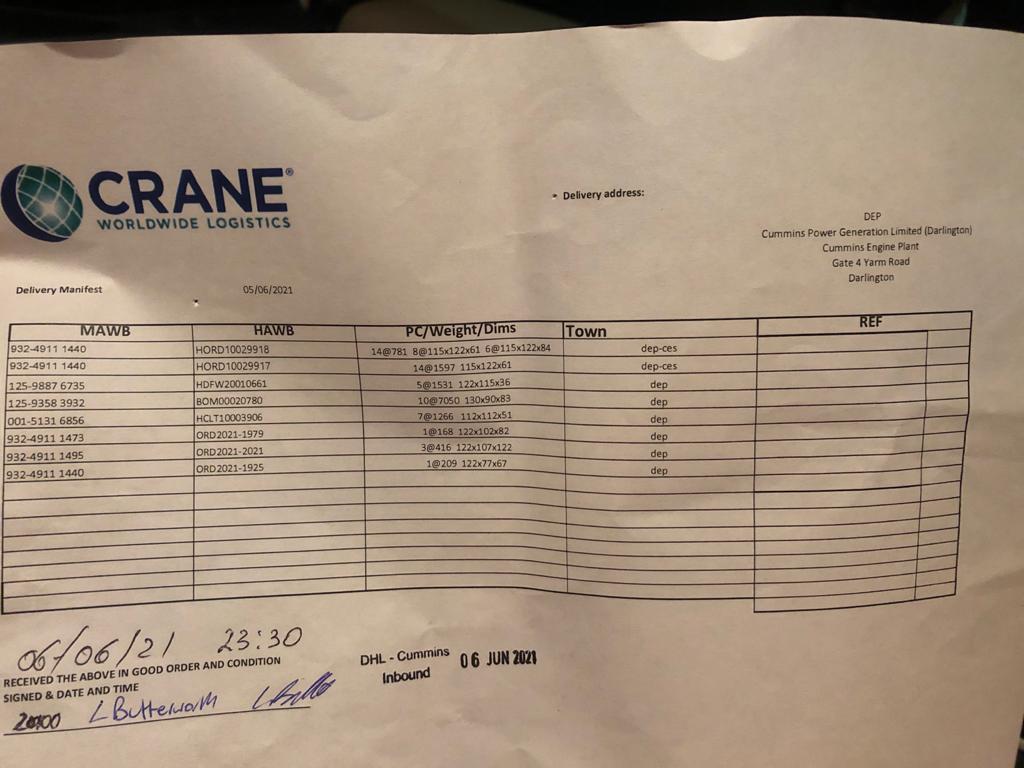 CRANE®
WORLDWIDE LOGISTICS
Delivery address:
DEP
Cummins Power Generation Limited (Darlington)
Cummins Engine Plant
Gate 4 Yarm Road
Darlington
Delivery Manifest 05/06/2021
MAWB HAWB PC/Weight/Dims Town REF
932-4911 1440 HORD10029918 14@781 8@115x122x61 6@115x122x84 dep-ces
932-4911 1440 HORD10029917 14@1597 115x122x61 dep-ces
125-9887 6735 HDFW20010661 5@1531 122x115x36 dep
125-9358 3932 BOM00020780 10@7050 130x90x83 dep
001-5131 6856 HCLT10003906 7@1266 112x112x51 dep
932-4911 1473 ORD2021-1979 1@168 122x102x82 dep
932-4911 1495 ORD2021-2021 3@416 122x107x122 dep
932-4911 1440 ORD2021-1925 1@209 122x77x67 dep
06/06/21 23:30
RECEIVED THE ABOVE IN GOOD ORDER AND CONDITION
SIGNED & DATE AND TIME
L Butterworth
DHL - Cummins
Inbound
06 JUN 2021